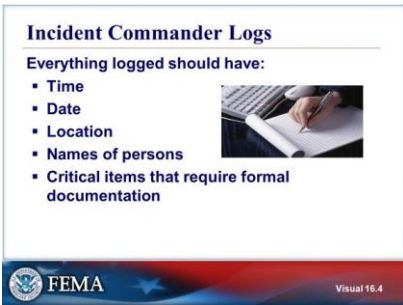 Incident Commander Logs
Everything logged should have:
▪ Time
▪ Date
▪ Location
▪ Names of persons
▪ Critical items that require formal
documentation
FEMA
Visual 16.4